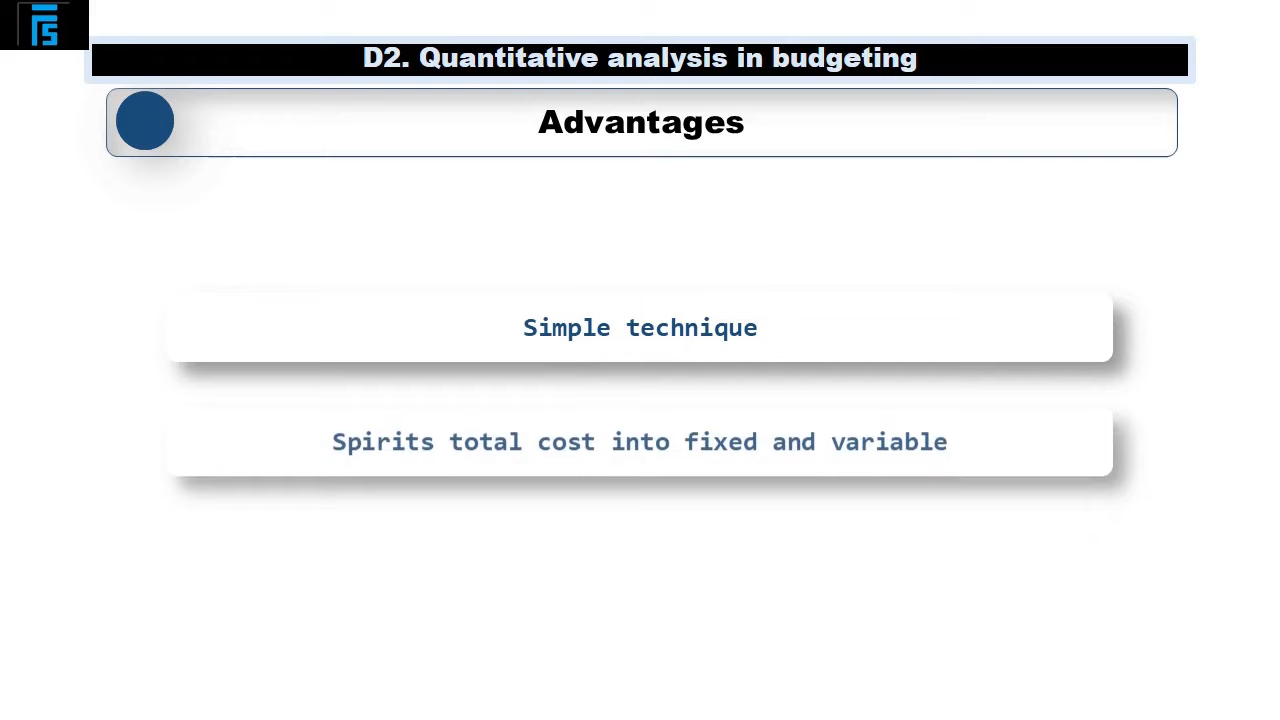 D2. Quantitative analysis in budgeting
Advantages
Simple technique
Spirits total cost into fixed and variable